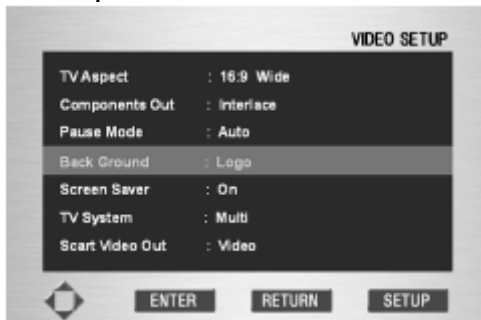 VIDEO SETUP
TV Aspect : 16:9 Wide
Components Out : Interlace
Pause Mode : Auto
Back Ground : Logo
Screen Saver : On
TV System : Multi
Scart Video Out : Video
ENTER RETURN SETUP